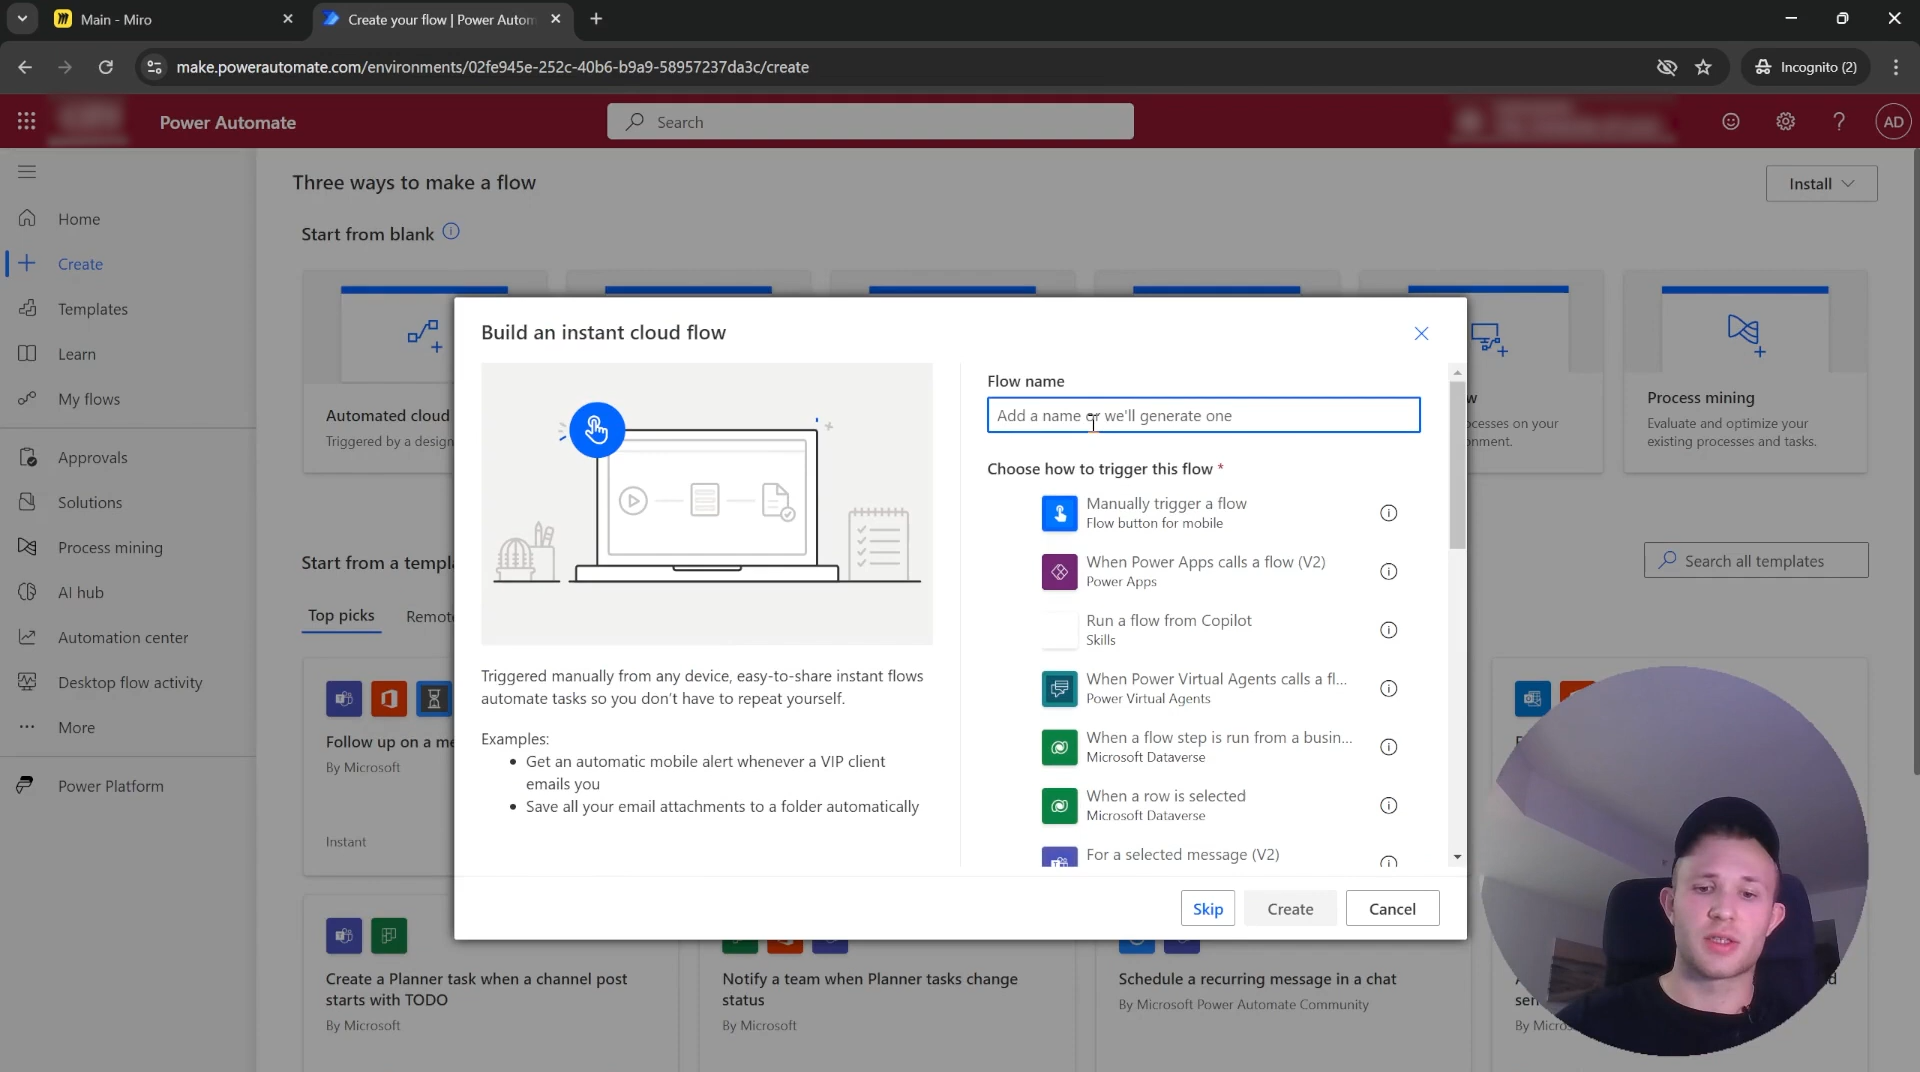 Main - Miro
Create your flow | Power Autom
make.powerautomate.com/environments/02fe945e-252c-40b6-b9a9-58957237da3c/create
Incognito (2)
Power Automate
Search
AD
Three ways to make a flow
Install
Home
Start from blank
Create
Templates
Learn
My flows
Approvals
Solutions
Process mining
AI hub
Automation center
Desktop flow activity
More
Power Platform
Automated cloud
Triggered by a design
w
cesses on your
nment.
Process mining
Evaluate and optimize your
existing processes and tasks.
Start from a templa
Search all templates
Top picks
Remote
Build an instant cloud flow
Triggered manually from any device, easy-to-share instant flows
automate tasks so you don't have to repeat yourself.
Examples:
• Get an automatic mobile alert whenever a VIP client
emails you
• Save all your email attachments to a folder automatically
Flow name
Add a name or we'll generate one
Choose how to trigger this flow *
Manually trigger a flow
Flow button for mobile
When Power Apps calls a flow (V2)
Power Apps
Run a flow from Copilot
Skills
When Power Virtual Agents calls a fl...
Power Virtual Agents
When a flow step is run from a busin...
Microsoft Dataverse
When a row is selected
Microsoft Dataverse
For a selected message (V2)
Skip
Create
Cancel
Follow up on a me
By Microsoft
Instant
Create a Planner task when a channel post
starts with TODO
By Microsoft
Notify a team when Planner tasks change
status
By Microsoft
Schedule a recurring message in a chat
By Microsoft Power Automate Community
d
sen
By Micros